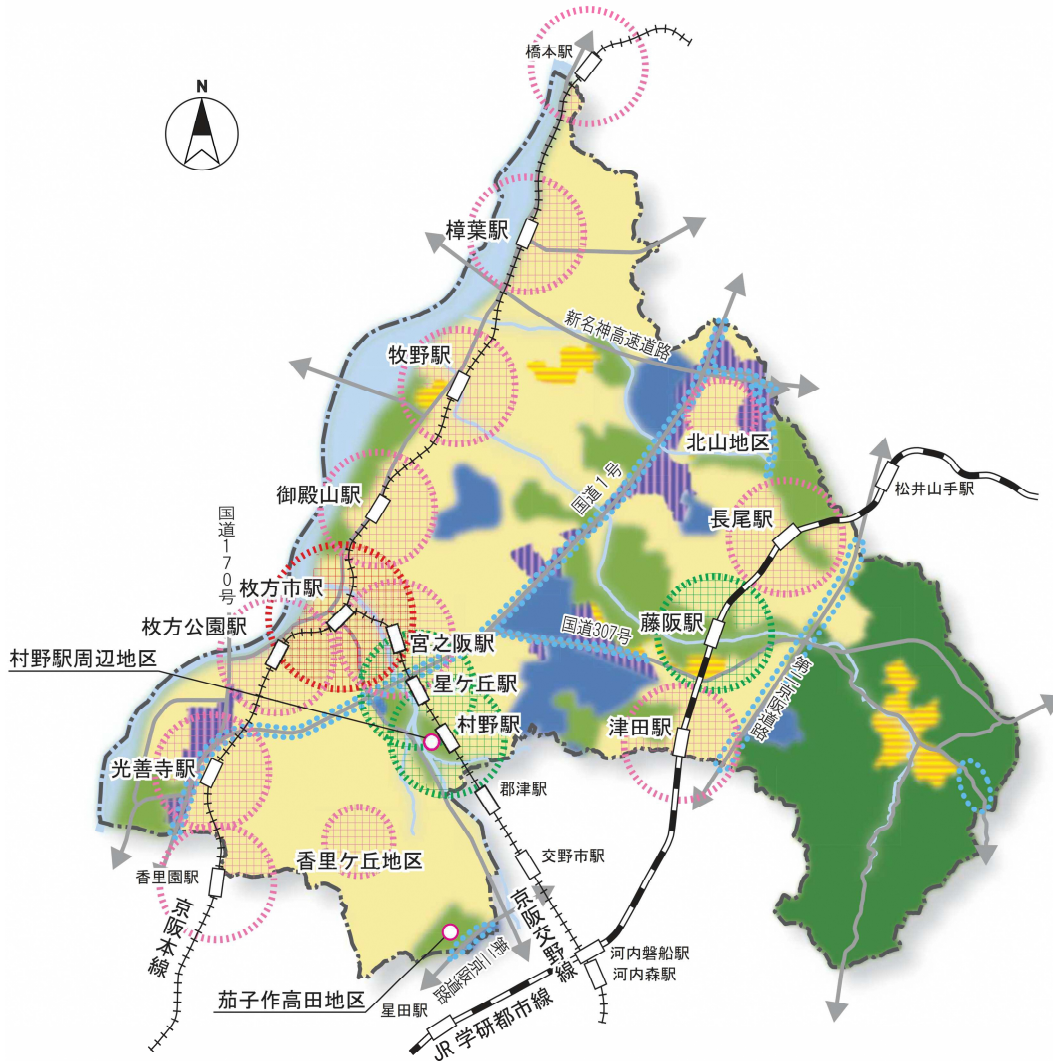 橋本駅
N
樟葉駅
新名神高速道路
牧野駅
北山地区
松井山手駅
御殿山駅
国道1号
長尾駅
国道170号
枚方市駅
枚方公園駅
宮之阪駅
国道307号
藤阪駅
村野駅周辺地区
星ケ丘駅
第二京阪道路
村野駅
津田駅
光善寺駅
郡津駅
香里ケ丘地区
交野市駅
香里園駅
京阪本線
京阪交野線
第二京阪道路
河内磐船駅
河内森駅
茄子作高田地区
星田駅
JR 学研都市線